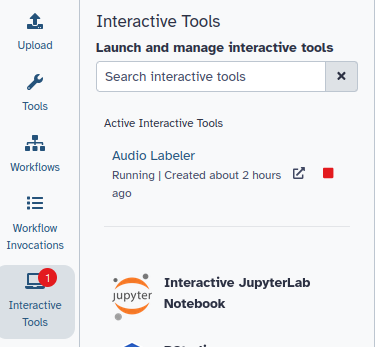 Upload
Tools
Workflows
Workflow
Invocations
1
Interactive
Tools
Interactive Tools
Launch and manage interactive tools
Search interactive tools
Active Interactive Tools
Audio Labeler
Running | Created about 2 hours
ago
jupyter
Interactive JupyterLab
Notebook